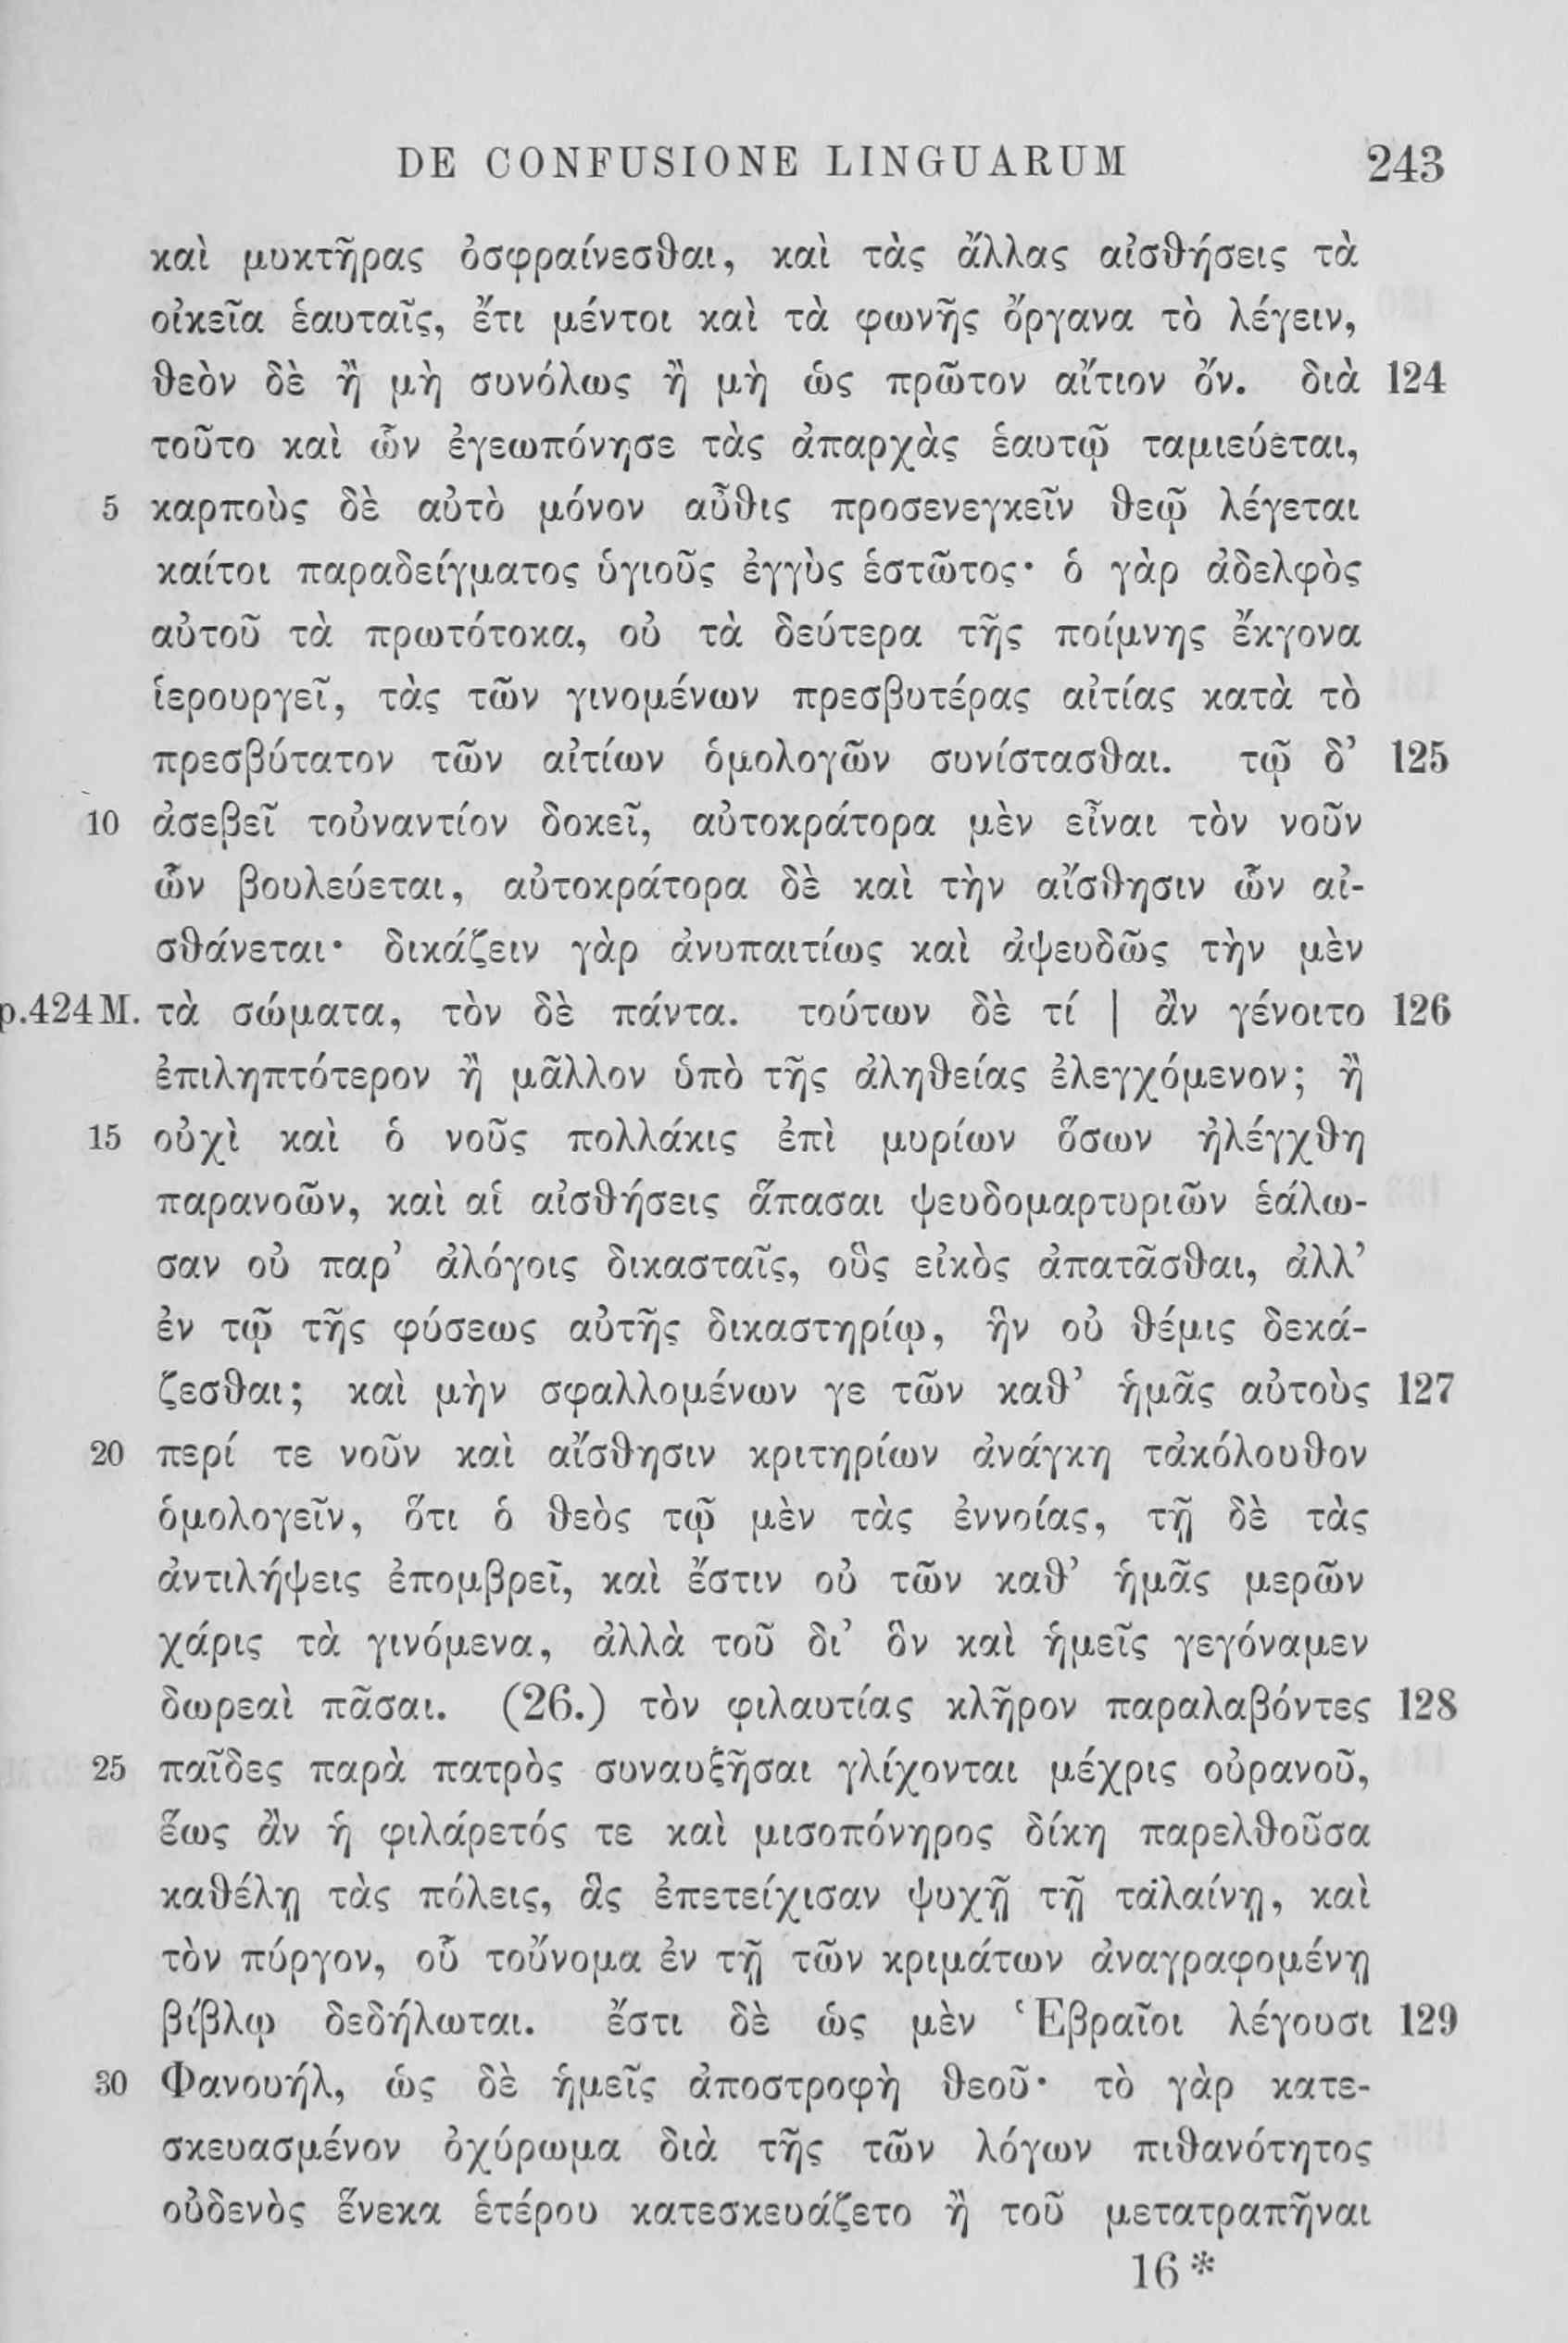 DE CONFUSIONE LINGUARUM 243
καὶ μυκτῆρας ὀσφραίνεσθαι, καὶ τὰς ἄλλας αἰσθήσεις τὰ
οἰκεῖα ἑαυταῖς, ἔτι μέντοι καὶ τὰ φωνῆς ὄργανα τὸ λέγειν,
θεὸν δὲ ἢ μὴ συνόλως ἢ μὴ ὡς πρῶτον αἴτιον ὄν. διὰ 124
τοῦτο καὶ ὧν ἐγεωπόνησε τὰς ἀπαρχὰς ἑαυτῷ ταμιεύεται,
5 καρποὺς δὲ αὐτὸ μόνον αὖθις προσενεγκεῖν θεῷ λέγεται
καίτοι παραδείγματος ὑγιοῦς ἐγγὺς ἑστῶτος· ὁ γὰρ ἀδελφὸς
αὐτοῦ τὰ πρωτότοκα, οὐ τὰ δεύτερα τῆς ποίμνης ἔκγονα
ἱερουργεῖ, τὰς τῶν γινομένων πρεσβυτέρας αἰτίας κατὰ τὸ
πρεσβύτατον τῶν αἰτίων ὁμολογῶν συνίστασθαι. τῷ δ’ 125
10 ἀσεβεῖ τοὐναντίον δοκεῖ, αὐτοκράτορα μὲν εἶναι τὸν νοῦν
ὧν βουλεύεται, αὐτοκράτορα δὲ καὶ τὴν αἴσθησιν ὧν αἰ-
σθάνεται· δικάζειν γὰρ ἀνυπαιτίως καὶ ἀψευδῶς τὴν μὲν
p.424 M. τὰ σώματα, τὸν δὲ πάντα. τούτων δὲ τί | ἂν γένοιτο 126
ἐπιληπτότερον ἢ μᾶλλον ὑπὸ τῆς ἀληθείας ἐλεγχόμενον; ἢ
15 οὐχὶ καὶ ὁ νοῦς πολλάκις ἐπὶ μυρίων ὅσων ἠλέγχθη
παρανοῶν, καὶ αἱ αἰσθήσεις ἅπασαι ψευδομαρτυριῶν ἑάλω-
σαν οὐ παρ’ ἀλόγοις δικασταῖς, οὓς εἰκὸς ἀπατᾶσθαι, ἀλλ’
ἐν τῷ τῆς φύσεως αὐτῆς δικαστηρίῳ, ἣν οὐ θέμις δεκά-
ζεσθαι; καὶ μὴν σφαλλομένων γε τῶν καθ’ ἡμᾶς αὐτοὺς 127
20 περί τε νοῦν καὶ αἴσθησιν κριτηρίων ἀνάγκη τἀκόλουθον
ὁμολογεῖν, ὅτι ὁ θεὸς τῷ μὲν τὰς ἐννοίας, τῇ δὲ τὰς
ἀντιλήψεις ἐπομβρεῖ, καὶ ἔστιν οὐ τῶν καθ’ ἡμᾶς μερῶν
χάρις τὰ γινόμενα, ἀλλὰ τοῦ δι’ ὃν καὶ ἡμεῖς γεγόναμεν
δωρεαὶ πᾶσαι. (26.) τὸν φιλαυτίας κλῆρον παραλαβόντες 128
25 παῖδες παρὰ πατρὸς συναυξῆσαι γλίχονται μέχρις οὐρανοῦ,
ἕως ἂν ἡ φιλάρετός τε καὶ μισοπόνηρος δίκη παρελθοῦσα
καθέλῃ τὰς πόλεις, ἃς ἐπετείχισαν ψυχῇ τῇ ταλαίνῃ, καὶ
τὸν πύργον, οὗ τοὔνομα ἐν τῇ τῶν κριμάτων ἀναγραφομένῃ
βίβλῳ δεδήλωται. ἔστι δὲ ὡς μὲν Ἑβραῖοι λέγουσι 129
30 Φανουήλ, ὡς δὲ ἡμεῖς ἀποστροφὴ θεοῦ· τὸ γὰρ κατε-
σκευασμένον ὀχύρωμα διὰ τῆς τῶν λόγων πιθανότητος
οὐδενὸς ἕνεκα ἑτέρου κατεσκευάζετο ἢ τοῦ μετατραπῆναι
16*